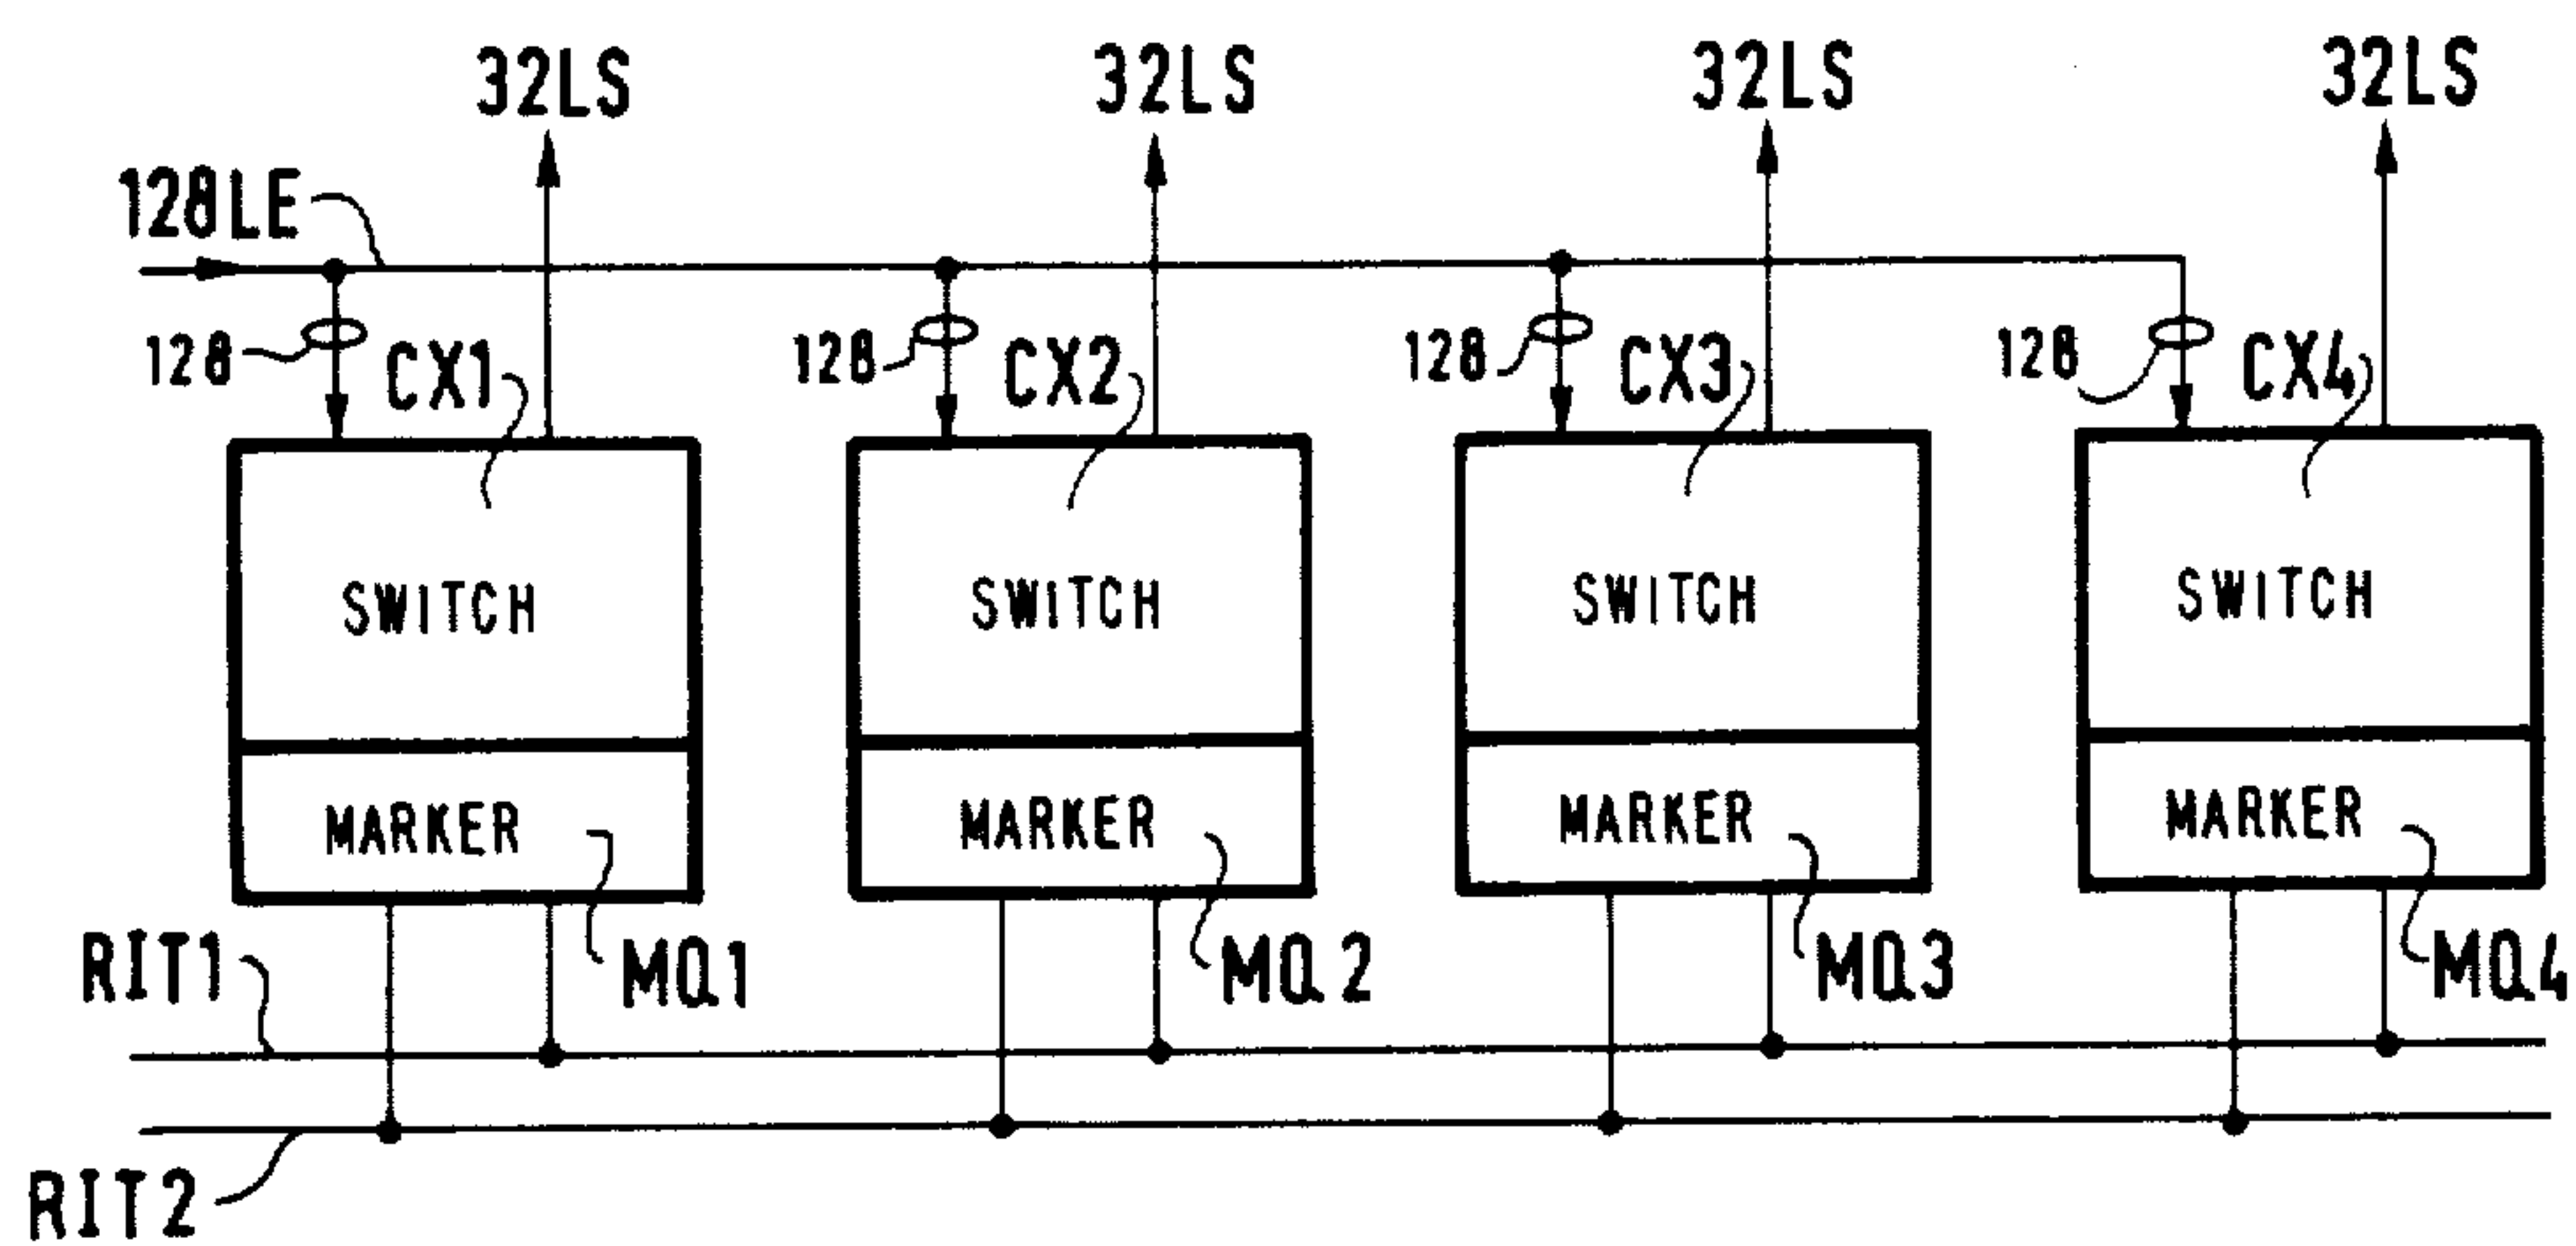 32LS 32LS 32LS 32LS
128LE
128 CX1 128 CX2 128 CX3 128 CX4
SWITCH SWITCH SWITCH SWITCH
MARKER MARKER MARKER MARKER
RIT1 MQ1 MQ2 MQ3 MQ4
RIT2